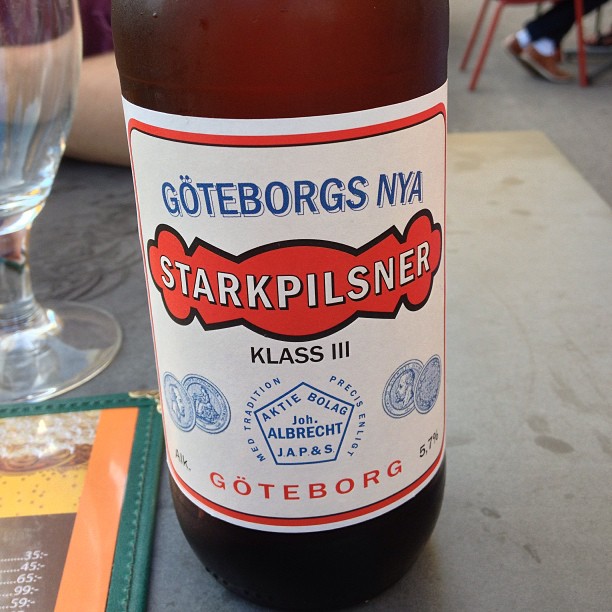 GÖTEBORGS NYA
STARKPILSNER
KLASS III
MED TRADITION
PRECIS ENLIGT
AKTIE BOLAG
Joh.
ALBRECHT
J.A.P.& S.
Alk.
5,7%
GÖTEBORG
35:-
45:-
65:-
99:-
59:-